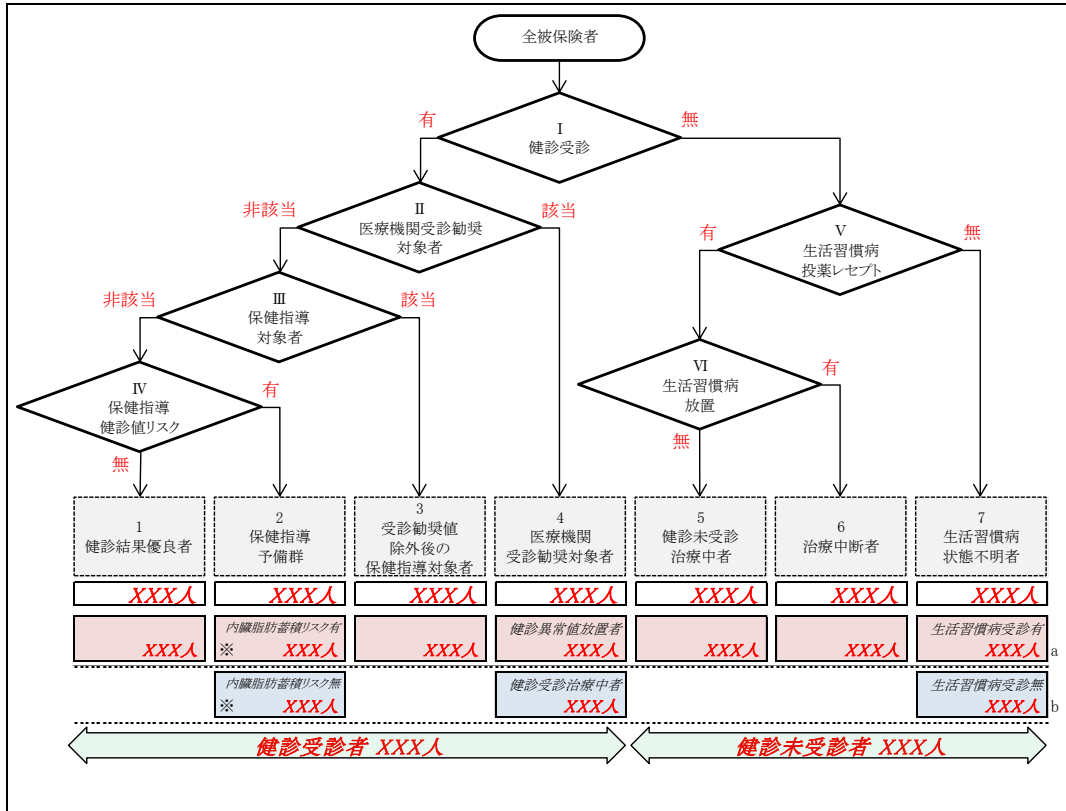 全被保険者
有
Ⅰ
健診受診
無
非該当
Ⅱ
医療機関受診勧奨
対象者
該当
有
Ⅴ
生活習慣病
投薬レセプト
無
非該当
Ⅲ
保健指導
対象者
該当
Ⅳ
保健指導
健診値リスク
有
無
Ⅵ
生活習慣病
放置
有
無
1
健診結果優良者
2
保健指導
予備群
3
受診勧奨値
除外後の
保健指導対象者
4
医療機関
受診勧奨対象者
5
健診未受診
治療中者
6
治療中断者
7
生活習慣病
状態不明者
XXX人
XXX人
XXX人
XXX人
XXX人
XXX人
XXX人
XXX人
内臓脂肪蓄積リスク有
※ XXX人
XXX人
健診異常値放置者
XXX人
XXX人
XXX人
生活習慣病受診有
XXX人
a
内臓脂肪蓄積リスク無
※ XXX人
健診受診治療中者
XXX人
生活習慣病受診無
XXX人
b
健診受診者 XXX人
健診未受診者 XXX人